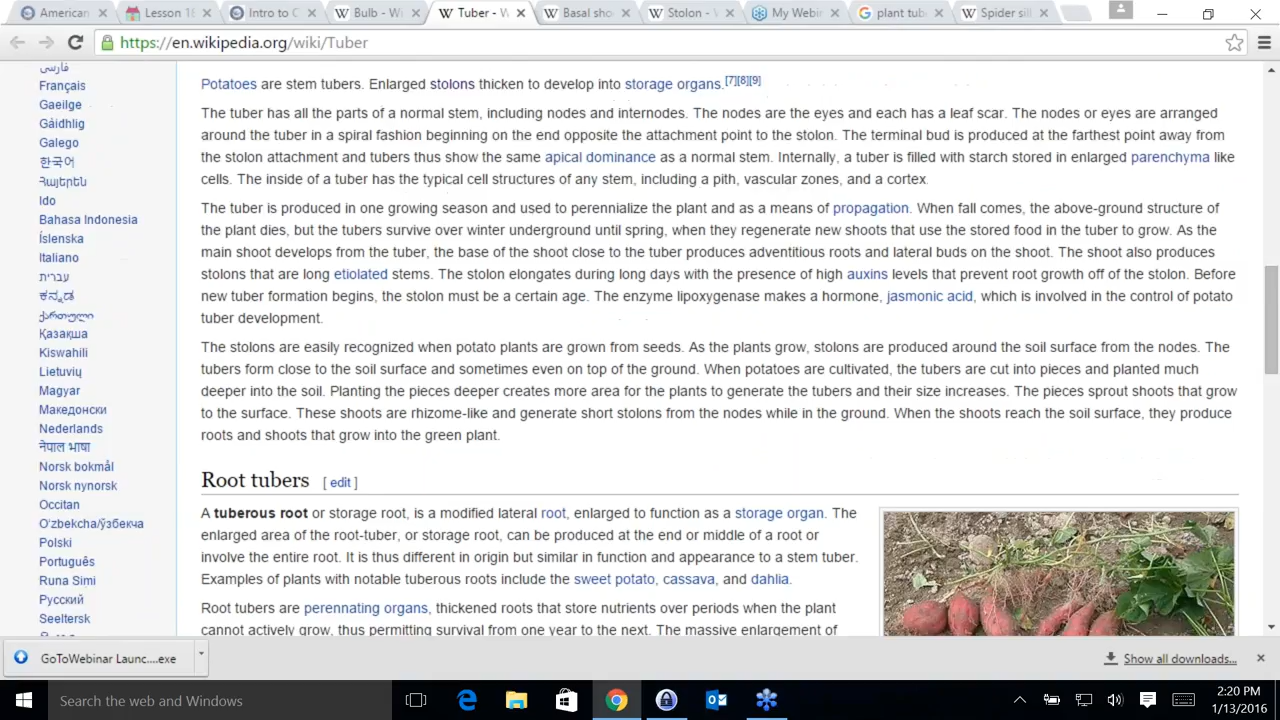 American
Lesson 18
Intro to C
Bulb - Wi
Tuber - W
Basal sho
Stolon - W
My Webin
plant tub
Spider sil
https://en.wikipedia.org/wiki/Tuber
فارسی
Français
Gaeilge
Gàidhlig
Galego
한국어
Հայերեն
Ido
Bahasa Indonesia
Íslenska
Italiano
עברית
ಕನ್ನಡ
ქართული
Қазақша
Kiswahili
Lietuvių
Magyar
Македонски
Nederlands
नेपाल भाषा
Norsk bokmål
Norsk nynorsk
Occitan
Oʻzbekcha/ўзбекча
Polski
Português
Runa Simi
Русский
Seeltersk
Potatoes are stem tubers. Enlarged stolons thicken to develop into storage organs.[7][8][9]
The tuber has all the parts of a normal stem, including nodes and internodes. The nodes are the eyes and each has a leaf scar. The nodes or eyes are arranged
around the tuber in a spiral fashion beginning on the end opposite the attachment point to the stolon. The terminal bud is produced at the farthest point away from
the stolon attachment and tubers thus show the same apical dominance as a normal stem. Internally, a tuber is filled with starch stored in enlarged parenchyma like
cells. The inside of a tuber has the typical cell structures of any stem, including a pith, vascular zones, and a cortex.
The tuber is produced in one growing season and used to perennialize the plant and as a means of propagation. When fall comes, the above-ground structure of
the plant dies, but the tubers survive over winter underground until spring, when they regenerate new shoots that use the stored food in the tuber to grow. As the
main shoot develops from the tuber, the base of the shoot close to the tuber produces adventitious roots and lateral buds on the shoot. The shoot also produces
stolons that are long etiolated stems. The stolon elongates during long days with the presence of high auxins levels that prevent root growth off of the stolon. Before
new tuber formation begins, the stolon must be a certain age. The enzyme lipoxygenase makes a hormone, jasmonic acid, which is involved in the control of potato
tuber development.
The stolons are easily recognized when potato plants are grown from seeds. As the plants grow, stolons are produced around the soil surface from the nodes. The
tubers form close to the soil surface and sometimes even on top of the ground. When potatoes are cultivated, the tubers are cut into pieces and planted much
deeper into the soil. Planting the pieces deeper creates more area for the plants to generate the tubers and their size increases. The pieces sprout shoots that grow
to the surface. These shoots are rhizome-like and generate short stolons from the nodes while in the ground. When the shoots reach the soil surface, they produce
roots and shoots that grow into the green plant.
Root tubers [ edit ]
A tuberous root or storage root, is a modified lateral root, enlarged to function as a storage organ. The
enlarged area of the root-tuber, or storage root, can be produced at the end or middle of a root or
involve the entire root. It is thus different in origin but similar in function and appearance to a stem tuber.
Examples of plants with notable tuberous roots include the sweet potato, cassava, and dahlia.
Root tubers are perennating organs, thickened roots that store nutrients over periods when the plant
cannot actively grow, thus permitting survival from one year to the next. The massive enlargement of
GoToWebinar Launc....exe
Show all downloads...
Search the web and Windows
2:20 PM
1/13/2016